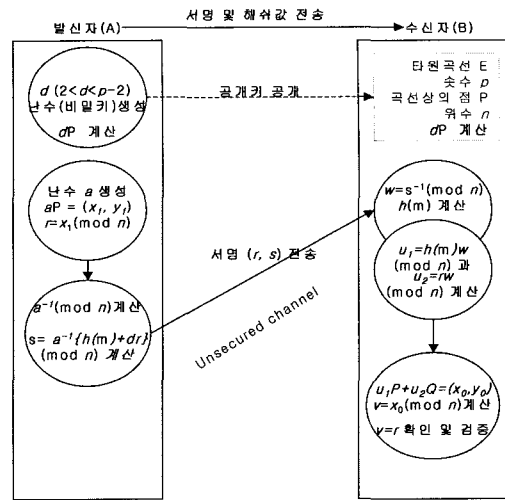 서명 및 해쉬값 전송
발신자(A)
수신자(B)
d (2<d<p-2)
난수(비밀키)생성
dP 계산
공개키 공개
타원곡선 E
솟수 p
곡선상의 점 P
위수 n
dP 계산
난수 a 생성
aP = (x₁, y₁)
r=x₁(mod n)
a⁻¹(mod n)계산
s= a⁻¹{h(m)+dr}
(mod n) 계산
서명 (r, s) 전송
Unsecured channel
w=s⁻¹(mod n)
h(m) 계산
u₁=h(m)w
(mod n) 과
u₂=rw
(mod n) 계산
u₁P+u₂Q=(x₀,y₀)
v=x₀(mod n)계산
v=r 확인 및 검증